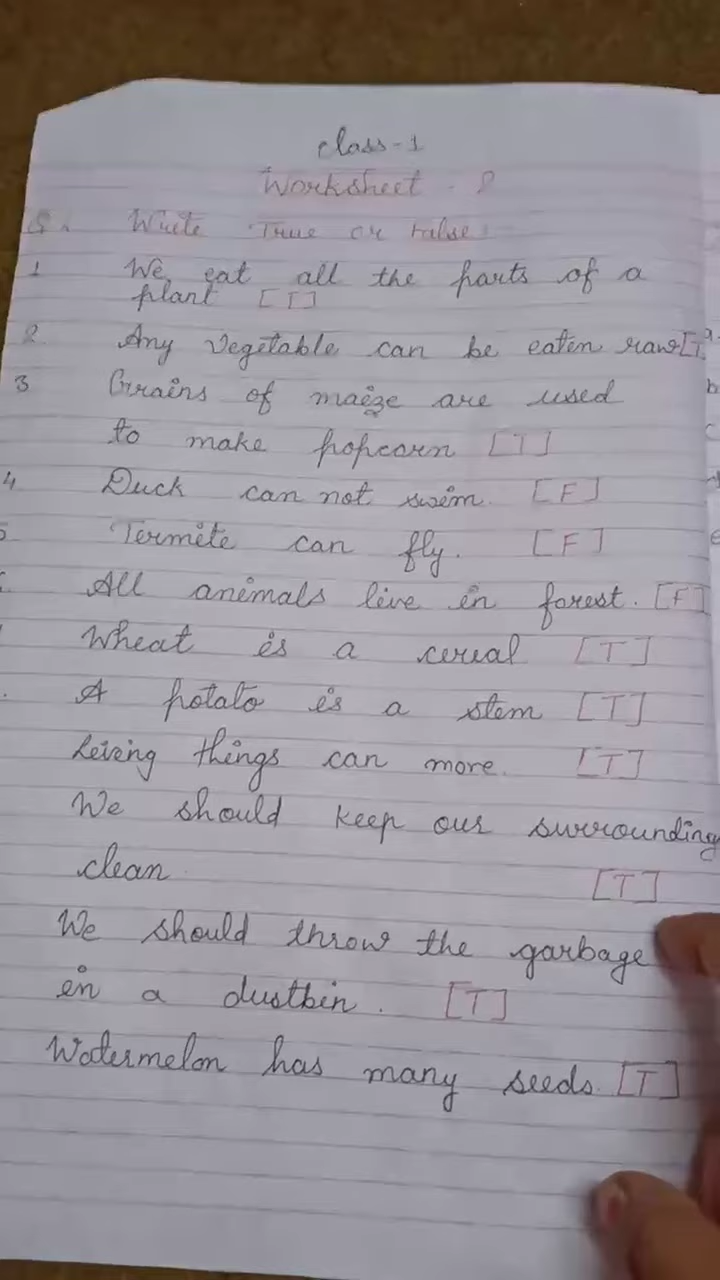 class-1
Worksheet - 8
Q. Write True or False
1 We eat all the parts of a
plant [T]
2 Any vegetable can be eaten raw [T]
3 Grains of maize are used
to make popcorn [T]
4 Duck can not swim. [F]
5 Termite can fly. [F]
All animals live in forest. [F]
Wheat is a cereal [T]
A potato is a stem [T]
Living things can more. [T]
We should keep our surrounding
clean [T]
We should throw the garbage
in a dustbin. [T]
Watermelon has many seeds. [T]